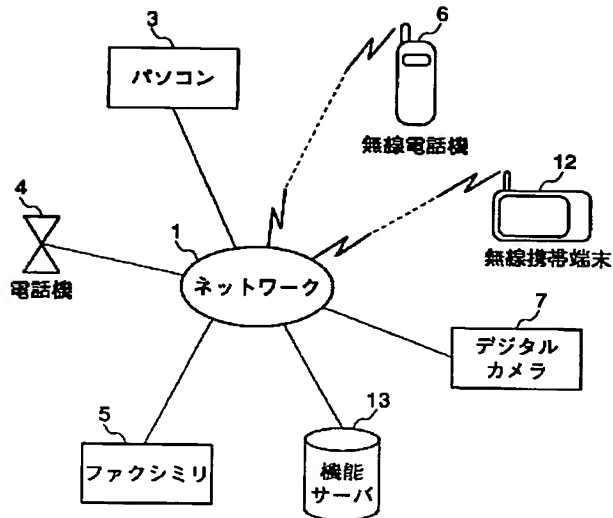 3
パソコン
6
無線電話機
12
無線携帯端末
4
電話機
1
ネットワーク
7
デジタル
カメラ
5
ファクシミリ
13
機能
サーバ